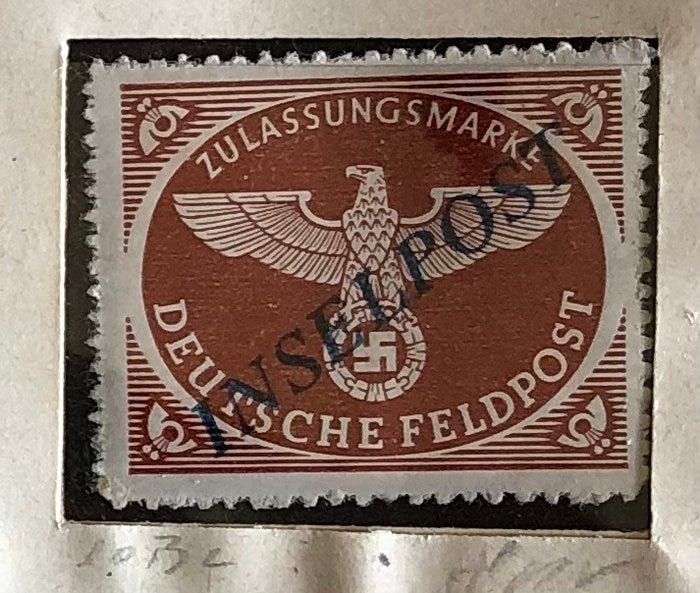 ZULASSUNGSMARKE
INSELPOST
DEUTSCHE FELDPOST